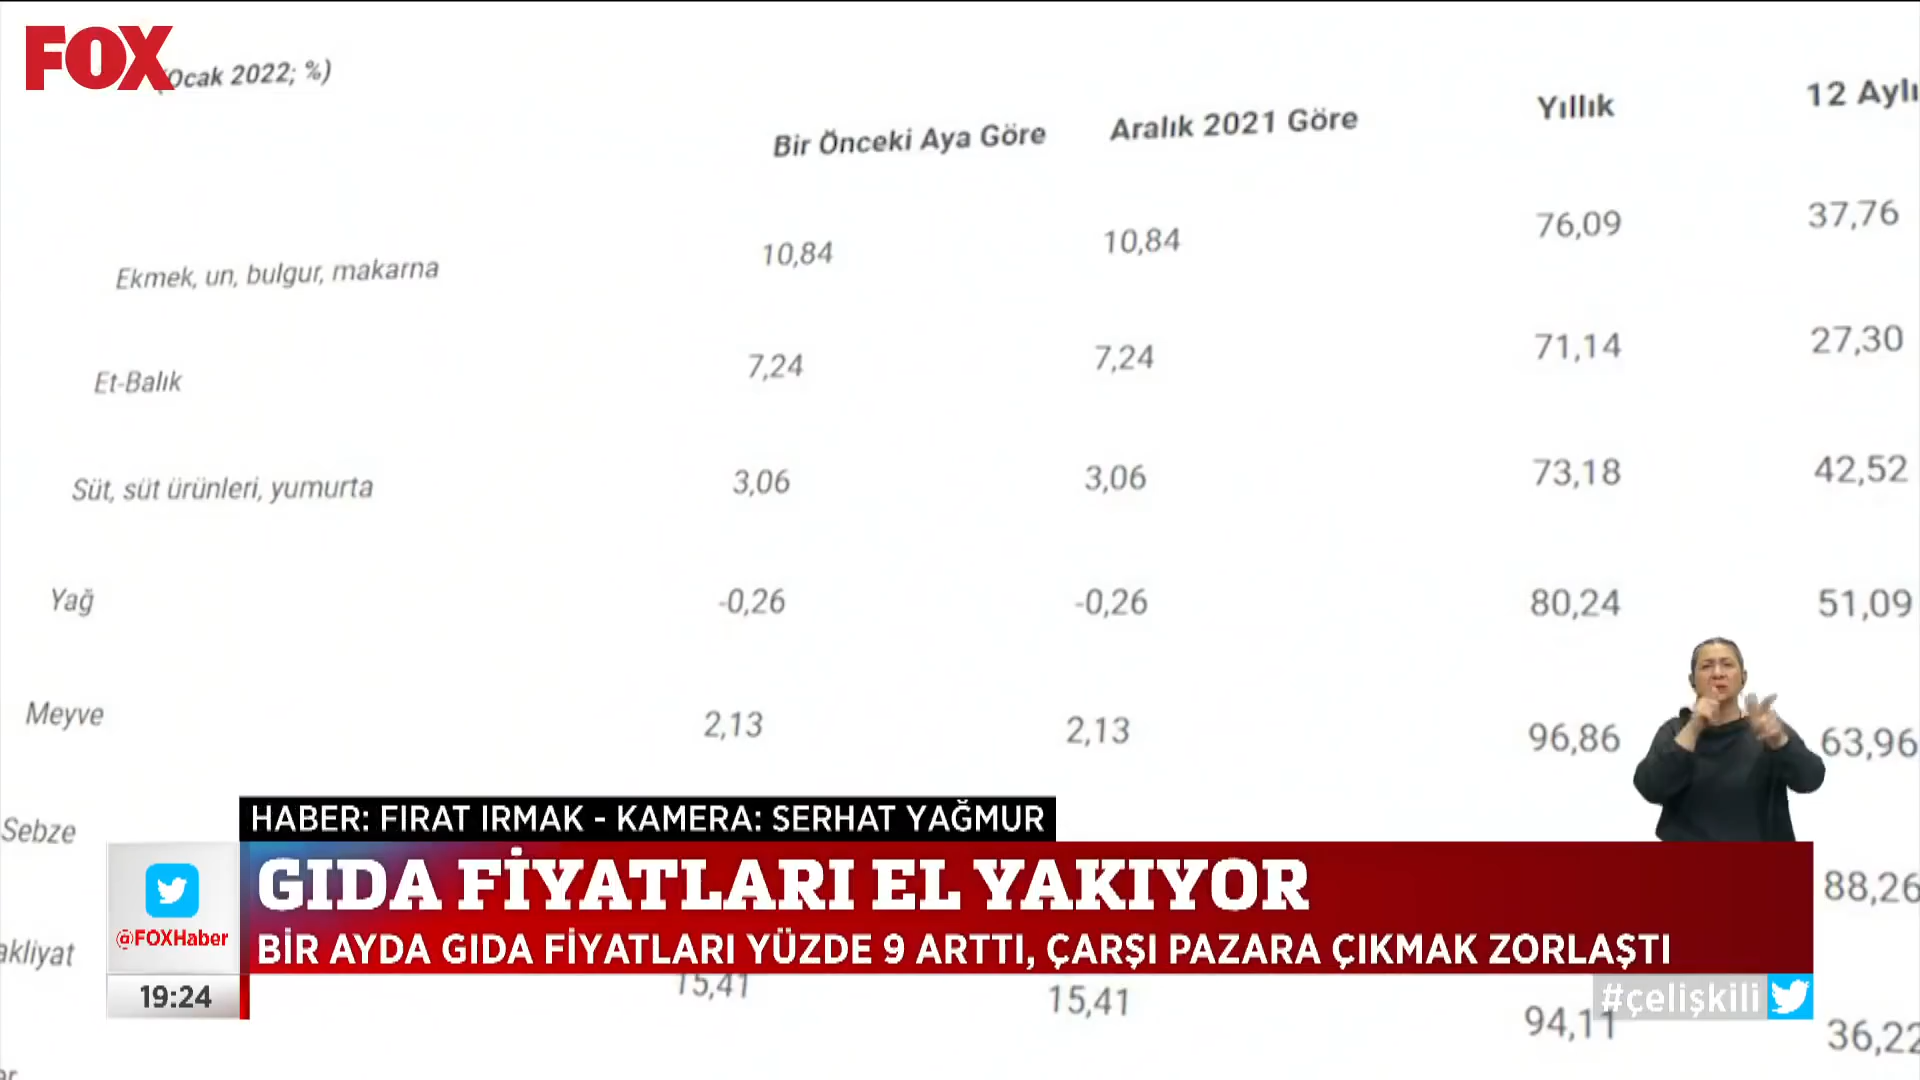 FOX
(Ocak 2022; %)
Bir Önceki Aya Göre Aralık 2021 Göre Yıllık 12 Aylı
Ekmek, un, bulgur, makarna 10,84 10,84 76,09 37,76
Et-Balık 7,24 7,24 71,14 27,30
Süt, süt ürünleri, yumurta 3,06 3,06 73,18 42,52
Yağ -0,26 -0,26 80,24 51,09
Meyve 2,13 2,13 96,86 63,96
Sebze 88,26
akliyat 15,41 15,41 94,11 36,22
HABER: FIRAT IRMAK - KAMERA: SERHAT YAĞMUR
GIDA FİYATLARI EL YAKIYOR
BİR AYDA GIDA FİYATLARI YÜZDE 9 ARTTI, ÇARŞI PAZARA ÇIKMAK ZORLAŞTI
@FOXHaber
19:24
#çelişkili